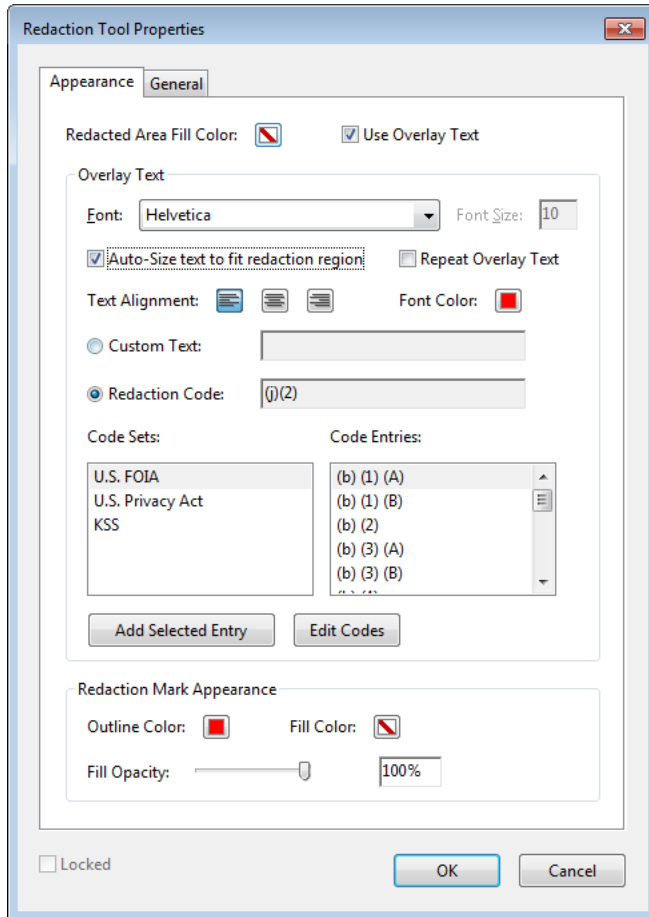 Redaction Tool Properties
Appearance
General
Redacted Area Fill Color:
Use Overlay Text
Overlay Text
Font: Helvetica
Font Size: 10
Auto-Size text to fit redaction region
Repeat Overlay Text
Text Alignment:
Font Color:
Custom Text:
Redaction Code: (j)(2)
Code Sets:
Code Entries:
U.S. FOIA
U.S. Privacy Act
KSS
(b) (1) (A)
(b) (1) (B)
(b) (2)
(b) (3) (A)
(b) (3) (B)
Add Selected Entry
Edit Codes
Redaction Mark Appearance
Outline Color:
Fill Color:
Fill Opacity:
100%
Locked
OK
Cancel